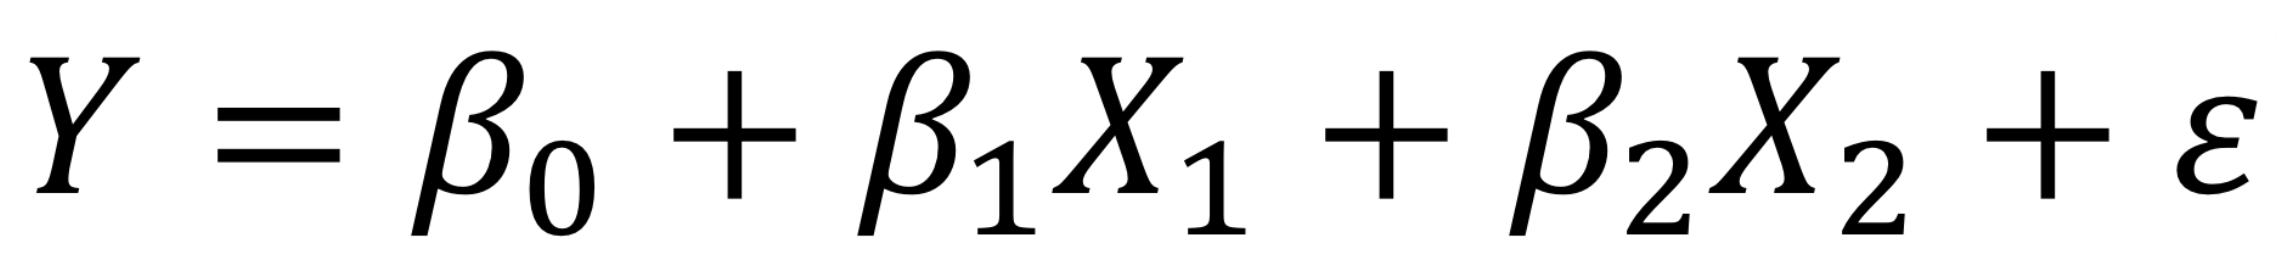 Y = β₀ + β₁X₁ + β₂X₂ + ε